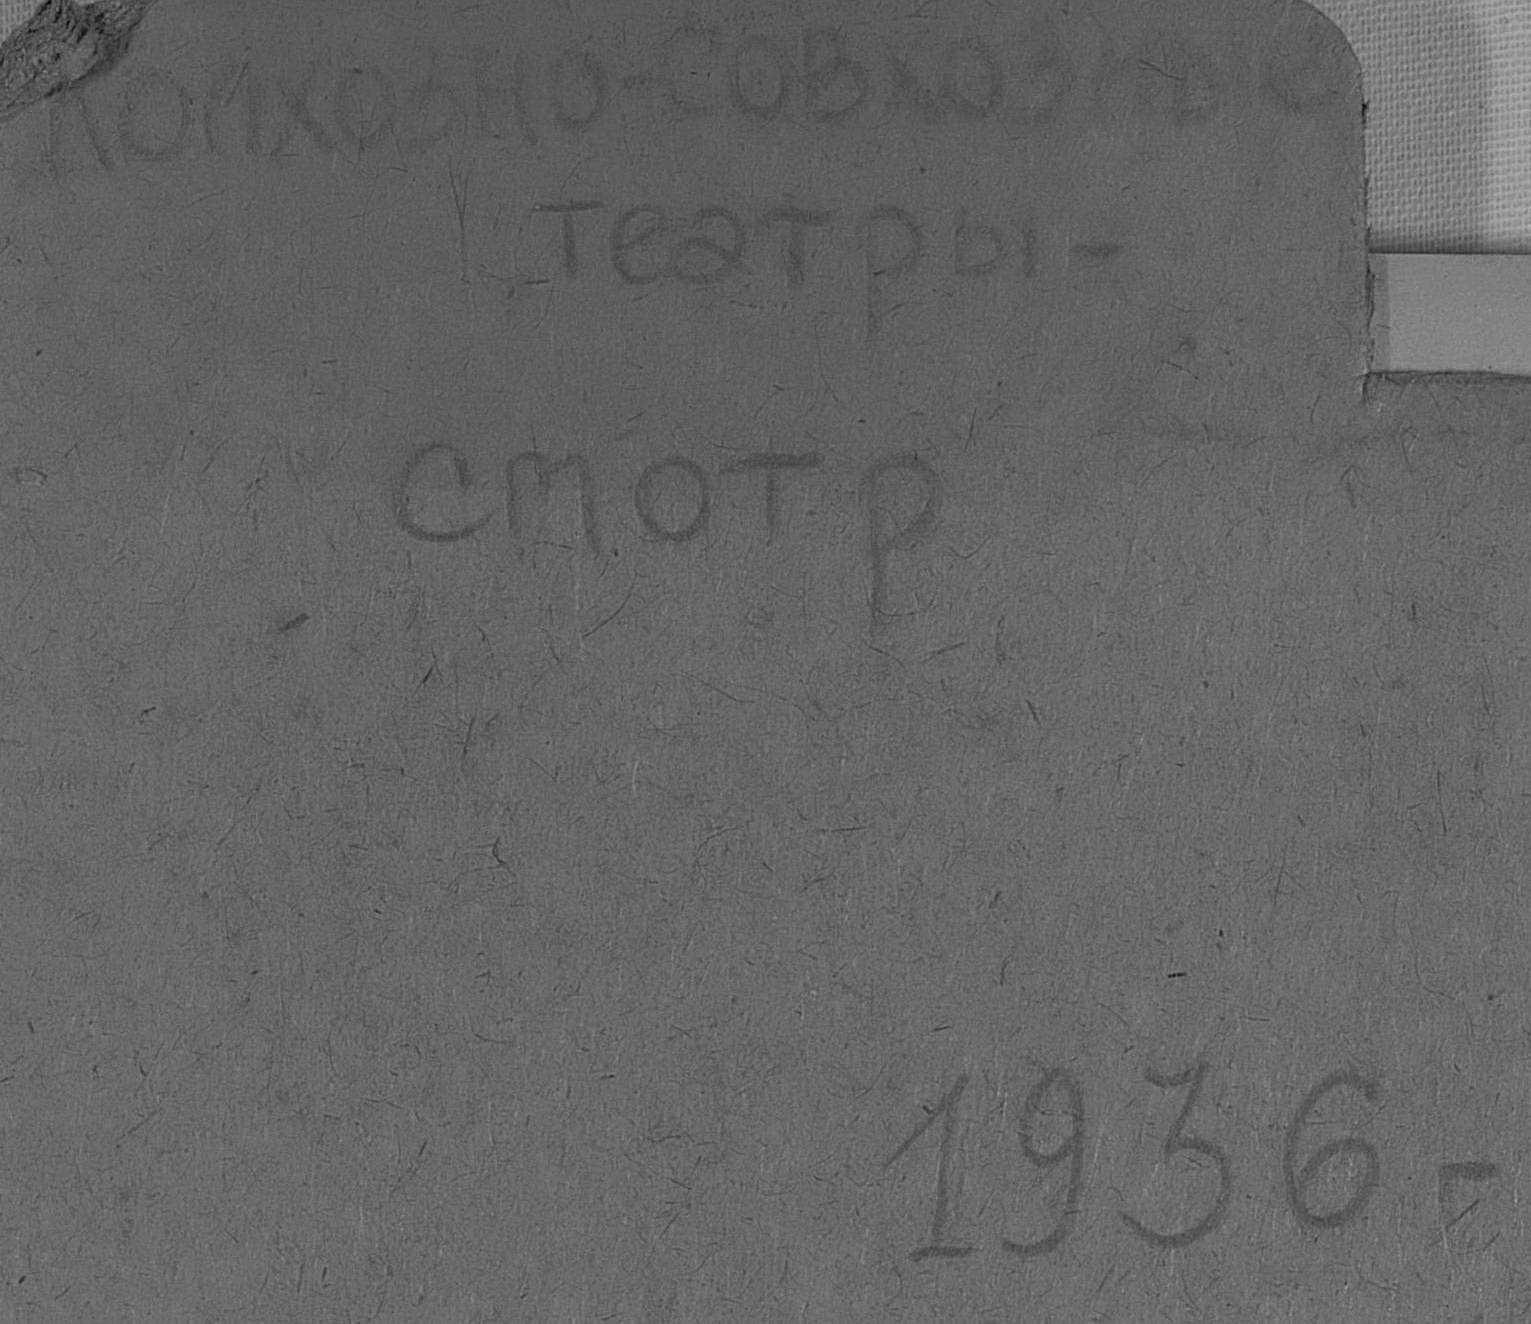 колхозно-совхозные
театры-
смотр
1936-